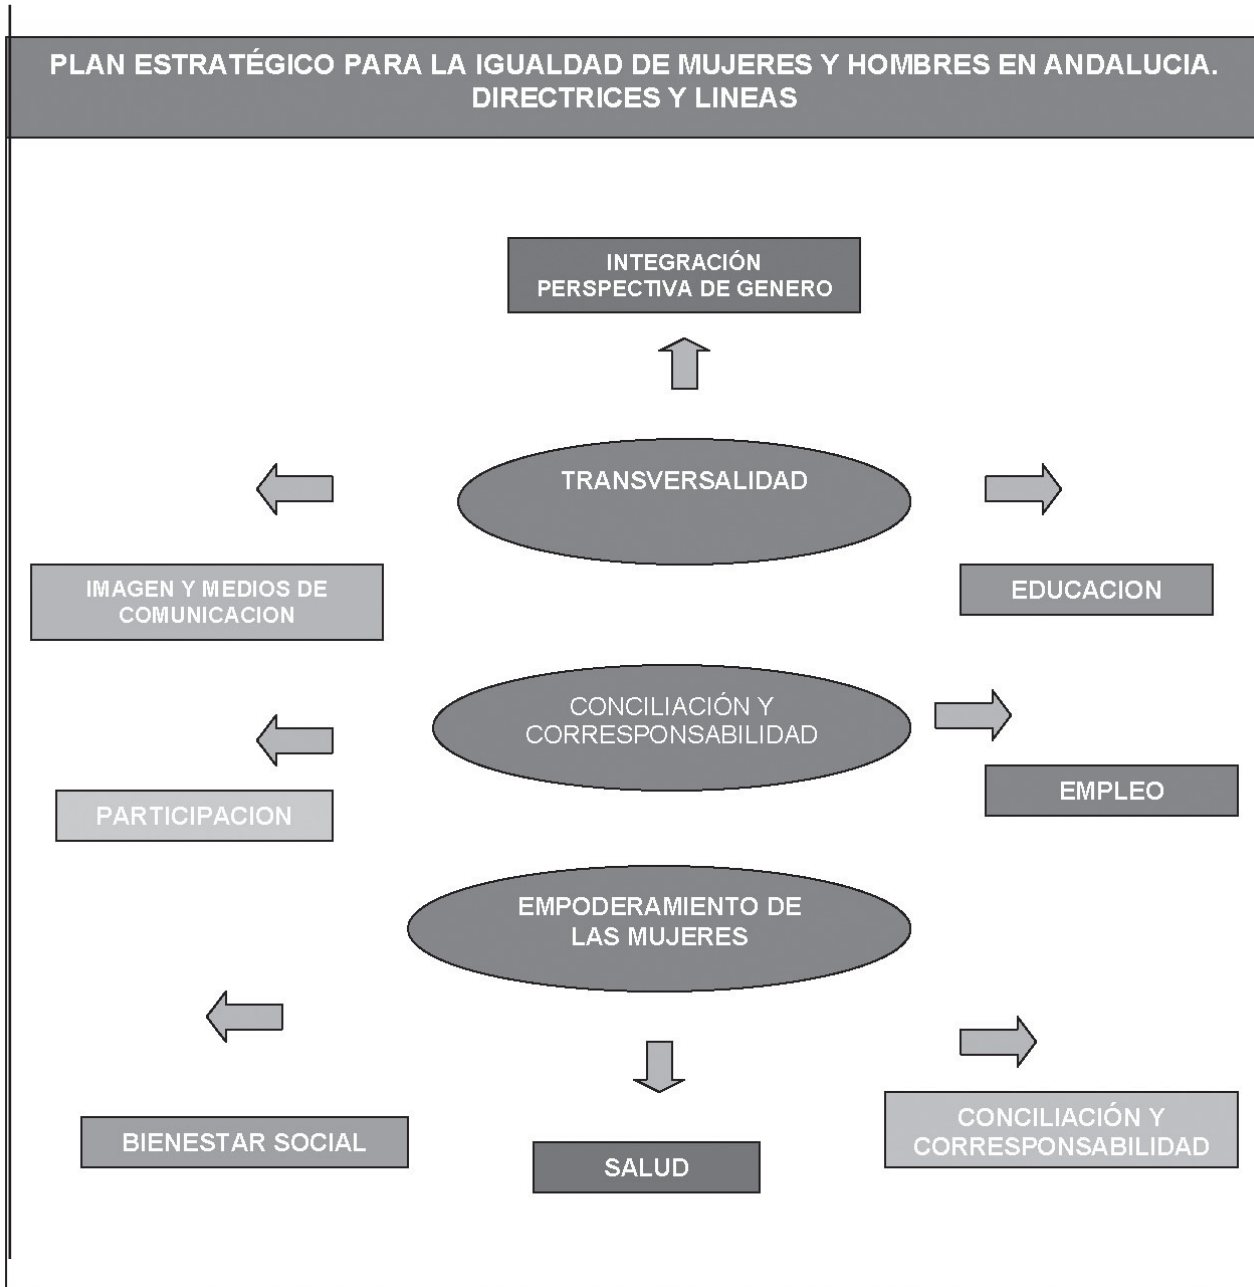 PLAN ESTRATÉGICO PARA LA IGUALDAD DE MUJERES Y HOMBRES EN ANDALUCIA.
DIRECTRICES Y LINEAS
INTEGRACIÓN
PERSPECTIVA DE GENERO
TRANSVERSALIDAD
IMAGEN Y MEDIOS DE
COMUNICACION
EDUCACION
CONCILIACIÓN Y
CORRESPONSABILIDAD
PARTICIPACION
EMPLEO
EMPODERAMIENTO DE
LAS MUJERES
BIENESTAR SOCIAL
SALUD
CONCILIACIÓN Y
CORRESPONSABILIDAD